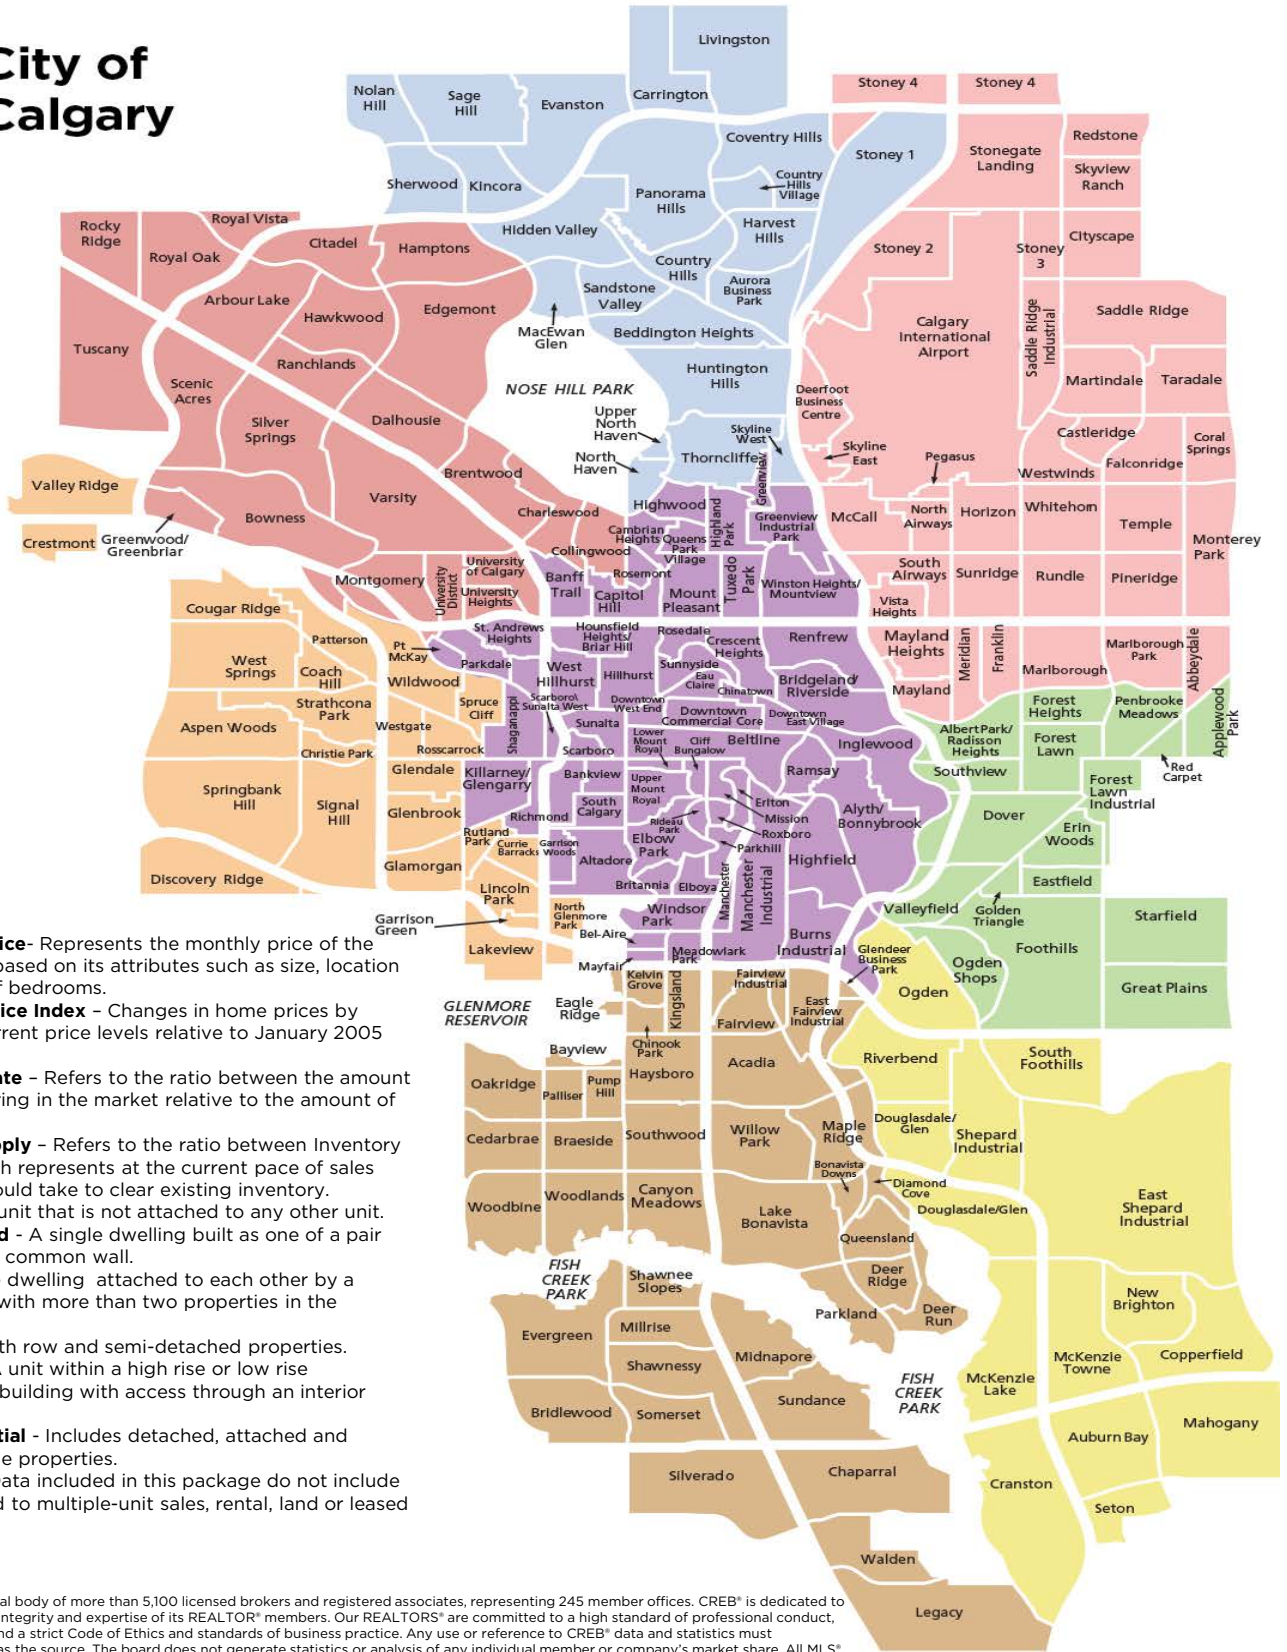 City of
Calgary
Livingston
Nolan
Hill
Sage
Hill
Evanston
Carrington
Stoney 4
Stoney 4
Coventry Hills
Stoney 1
Stonegate
Landing
Redstone
Skyview
Ranch
Sherwood
Kincora
Panorama
Hills
Country
Hills
Village
Rocky
Ridge
Royal Vista
Royal Oak
Citadel
Hamptons
Hidden Valley
Harvest
Hills
Stoney 2
Stoney
3
Cityscape
Country
Hills
Arbour Lake
Hawkwood
Edgemont
Sandstone
Valley
Aurora
Business
Park
Saddle Ridge
Tuscany
MacEwan
Glen
Beddington Heights
Calgary
International
Airport
Saddle Ridge
Industrial
Ranchlands
Scenic
Acres
NOSE HILL PARK
Huntington
Hills
Deerfoot
Business
Centre
Martindale
Taradale
Silver
Springs
Dalhousie
Upper
North
Haven
Skyline
West
Skyline
East
Castleridge
Coral
Springs
North
Haven
Thorncliffe
Greenview
Pegasus
Falconridge
Westwinds
Valley Ridge
Brentwood
Varsity
Charleswood
Highwood
Highland
Park
Greenview
Industrial
Park
McCall
North
Airways
Horizon
Whitehorn
Temple
Monterey
Park
Crestmont
Greenwood/
Greenbriar
Bowness
Cambrian
Heights
Queens
Park
Village
Collingwood
Montgomery
University
District
University
of Calgary
University
Heights
Banff
Trail
Rosemont
Capitol
Hill
Mount
Pleasant
Tuxedo
Park
Winston Heights/
Mountview
South
Airways
Sunridge
Rundle
Pineridge
Vista
Heights
Cougar Ridge
Patterson
Pt
McKay
St. Andrews
Heights
Hounsfield
Heights/
Briar Hill
Rosedale
Crescent
Heights
Renfrew
Mayland
Heights
Meridian
Franklin
Marlborough
Marlborough
Park
Abbeydale
West
Springs
Coach
Hill
Wildwood
Parkdale
West
Hillhurst
Hillhurst
Sunnyside
Eau
Claire
Chinatown
Bridgeland/
Riverside
Mayland
Aspen Woods
Strathcona
Park
Spruce
Cliff
Shaganappi
Scarboro\
Sunalta West
Downtown
West End
Downtown
Commercial Core
Downtown
East Village
Forest
Heights
Penbrooke
Meadows
Applewood
Park
Christie Park
Westgate
Rosscarrock
Sunalta
Scarboro
Lower
Mount
Royal
Cliff
Bungalow
Beltline
Inglewood
Albert Park/
Radisson
Heights
Forest
Lawn
Red
Carpet
Springbank
Hill
Signal
Hill
Glendale
Killarney/
Glengarry
Bankview
Upper
Mount
Royal
Ramsay
Southview
Forest
Lawn
Industrial
Glenbrook
Richmond
South
Calgary
Rideau
Park
Erlton
Mission
Roxboro
Alyth/
Bonnybrook
Dover
Erin
Woods
Rutland
Park
Currie
Barracks
Garrison
Woods
Altadore
Elbow
Park
Parkhill
Highfield
Discovery Ridge
Glamorgan
Lincoln
Park
Britannia
Elboya
Manchester
Manchester
Industrial
Eastfield
Garrison
Green
North
Glenmore
Park
Windsor
Park
Valleyfield
Golden
Triangle
Starfield
Lakeview
Bel-Aire
Mayfair
Meadowlark
Park
Burns
Industrial
Glendeer
Business
Park
Ogden
Shops
Foothills
Great Plains
ice- Represents the monthly price of the
based on its attributes such as size, location
f bedrooms.
ice Index – Changes in home prices by
rrent price levels relative to January 2005
GLENMORE
RESERVOIR
Eagle
Ridge
Kelvin
Grove
Kingsland
Fairview
Industrial
East
Fairview
Industrial
Ogden
Fairview
Bayview
Chinook
Park
Acadia
Riverbend
South
Foothills
ate – Refers to the ratio between the amount
ring in the market relative to the amount of
Oakridge
Palliser
Pump
Hill
Haysboro
pply – Refers to the ratio between Inventory
h represents at the current pace of sales
ould take to clear existing inventory.
unit that is not attached to any other unit.
d - A single dwelling built as one of a pair
common wall.
dwelling attached to each other by a
with more than two properties in the
Cedarbrae
Braeside
Southwood
Willow
Park
Maple
Ridge
Douglasdale/
Glen
Shepard
Industrial
Bonavista
Downs
Diamond
Cove
Woodbine
Woodlands
Canyon
Meadows
Lake
Bonavista
Douglasdale/Glen
East
Shepard
Industrial
Queensland
FISH
CREEK
PARK
Shawnee
Slopes
Deer
Ridge
New
Brighton
Parkland
Deer
Run
th row and semi-detached properties.
A unit within a high rise or low rise
building with access through an interior
Evergreen
Millrise
Shawnessy
Midnapore
McKenzie
Towne
Copperfield
FISH
CREEK
PARK
McKenzie
Lake
Bridlewood
Somerset
Sundance
Mahogany
Auburn Bay
tial - Includes detached, attached and
e properties.
Data included in this package do not include
d to multiple-unit sales, rental, land or leased
Silverado
Chaparral
Cranston
Seton
Walden
Legacy
al body of more than 5,100 licensed brokers and registered associates, representing 245 member offices. CREB® is dedicated to
integrity and expertise of its REALTOR® members. Our REALTORS® are committed to a high standard of professional conduct,
nd a strict Code of Ethics and standards of business practice. Any use or reference to CREB® data and statistics must
as the source. The board does not generate statistics or analysis of any individual member or company's market share. All MLS®